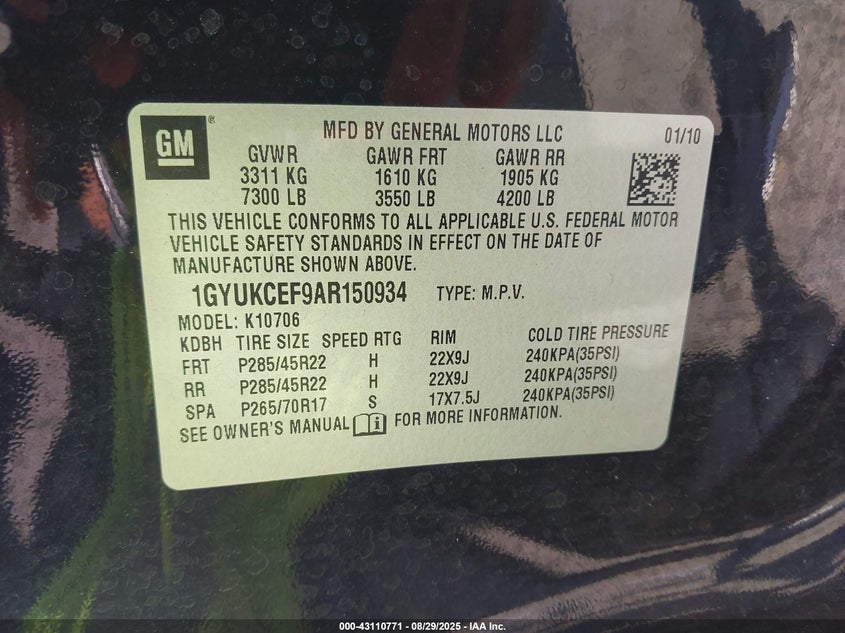 GM ® MFD BY GENERAL MOTORS LLC 01/10
GVWR GAWR FRT GAWR RR
3311 KG 1610 KG 1905 KG
7300 LB 3550 LB 4200 LB
THIS VEHICLE CONFORMS TO ALL APPLICABLE U.S. FEDERAL MOTOR
VEHICLE SAFETY STANDARDS IN EFFECT ON THE DATE OF
MANUFACTURE SHOWN ABOVE.
1GYUKCEF9AR150934 TYPE: M.P.V.
MODEL: K10706
KDBH TIRE SIZE SPEED RTG RIM COLD TIRE PRESSURE
FRT P285/45R22 H 22X9J 240KPA(35PSI)
RR P285/45R22 H 22X9J 240KPA(35PSI)
SPA P265/70R17 S 17X7.5J 240KPA(35PSI)
SEE OWNER'S MANUAL i FOR MORE INFORMATION.
000-43110771 - 08/29/2025 - IAA Inc.